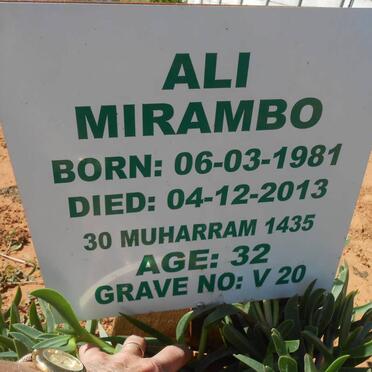 ALI
MIRAMBO
BORN: 06-03-1981
DIED: 04-12-2013
30 MUHARRAM 1435
AGE: 32
GRAVE NO: V 20